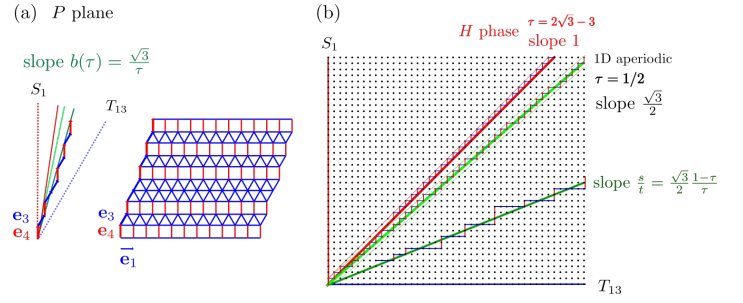 (a) P plane
slope b(τ) = √3/τ
S₁
T₁₃
e₃
e₄
e₃
e₄
e₁
(b)
H phase τ = 2√3 − 3
slope 1
S₁
1D aperiodic
τ = 1/2
slope √3/2
slope s/t = √3/2 1−τ/τ
T₁₃